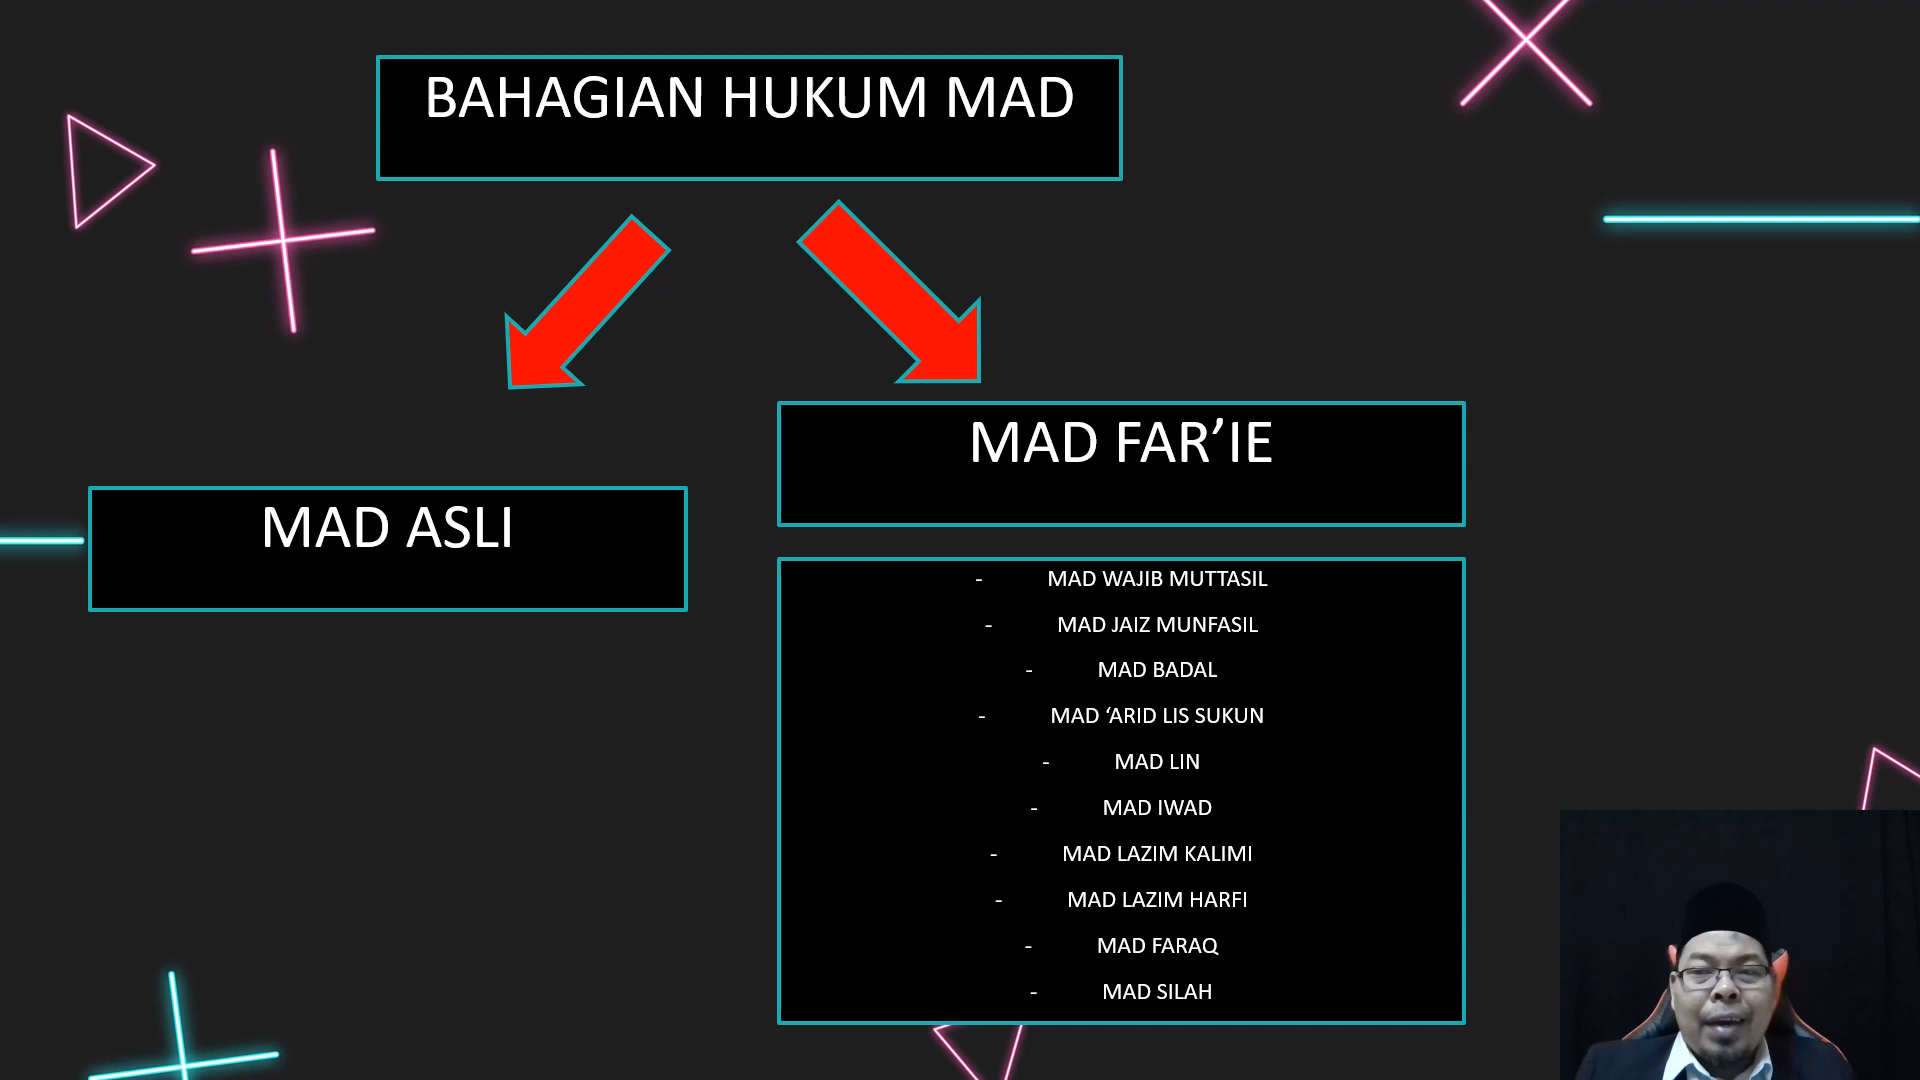 BAHAGIAN HUKUM MAD
MAD ASLI
MAD FAR’IE
- MAD WAJIB MUTTASIL
- MAD JAIZ MUNFASIL
- MAD BADAL
- MAD ‘ARID LIS SUKUN
- MAD LIN
- MAD IWAD
- MAD LAZIM KALIMI
- MAD LAZIM HARFI
- MAD FARAQ
- MAD SILAH